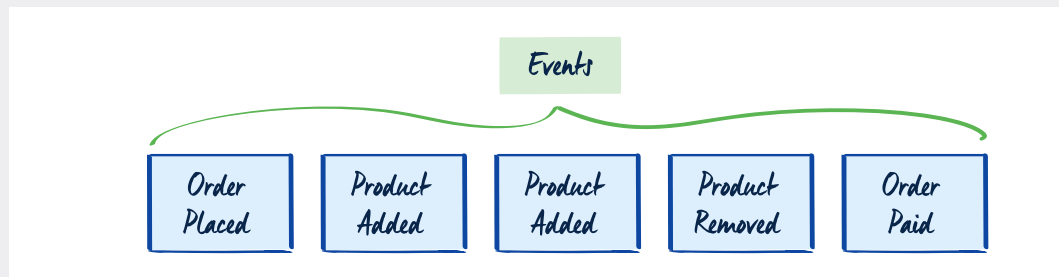 Events
Order
Placed
Product
Added
Product
Added
Product
Removed
Order
Paid